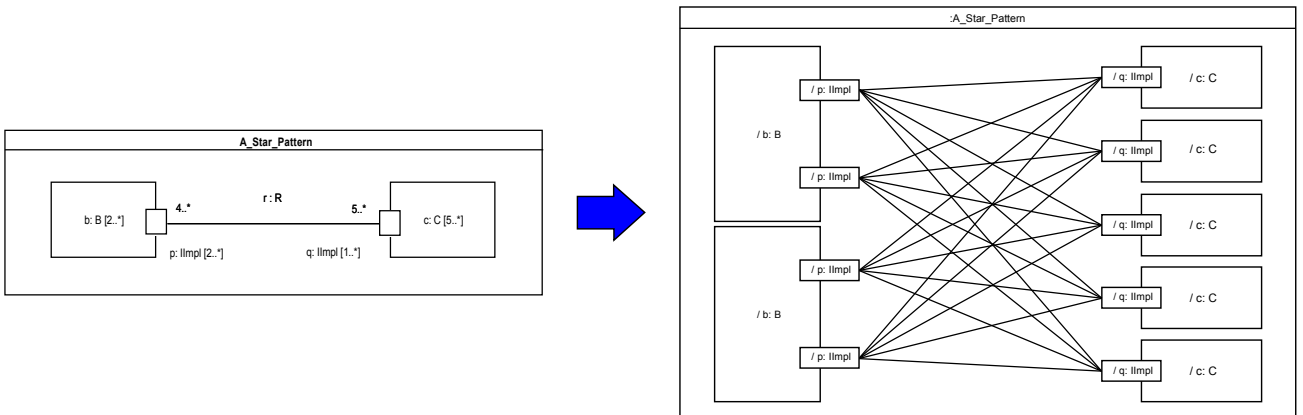 A_Star_Pattern
b: B [2..*]
4..*
r : R
5..*
c: C [5..*]
p: IImpl [2..*]
q: IImpl [1..*]
:A_Star_Pattern
/ b: B
/ p: IImpl
/ p: IImpl
/ b: B
/ p: IImpl
/ p: IImpl
/ q: IImpl
/ c: C
/ q: IImpl
/ c: C
/ q: IImpl
/ c: C
/ q: IImpl
/ c: C
/ q: IImpl
/ c: C